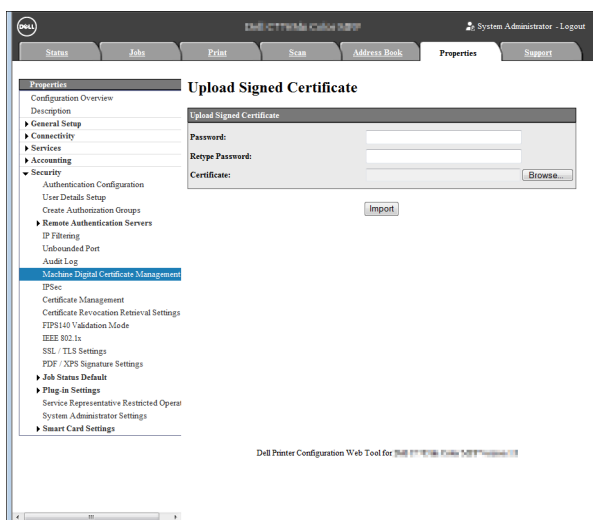 DELL
System Administrator - Logout
Status Jobs Print Scan Address Book Properties Support
Properties
Configuration Overview
Description
General Setup
Connectivity
Services
Accounting
Security
Authentication Configuration
User Details Setup
Create Authorization Groups
Remote Authentication Servers
IP Filtering
Unbounded Port
Audit Log
Machine Digital Certificate Management
IPSec
Certificate Management
Certificate Revocation Retrieval Settings
FIPS140 Validation Mode
IEEE 802.1x
SSL / TLS Settings
PDF / XPS Signature Settings
Job Status Default
Plug-in Settings
Service Representative Restricted Operat
System Administrator Settings
Smart Card Settings
Upload Signed Certificate
Upload Signed Certificate
Password:
Retype Password:
Certificate:
Browse...
Import
Dell Printer Configuration Web Tool for